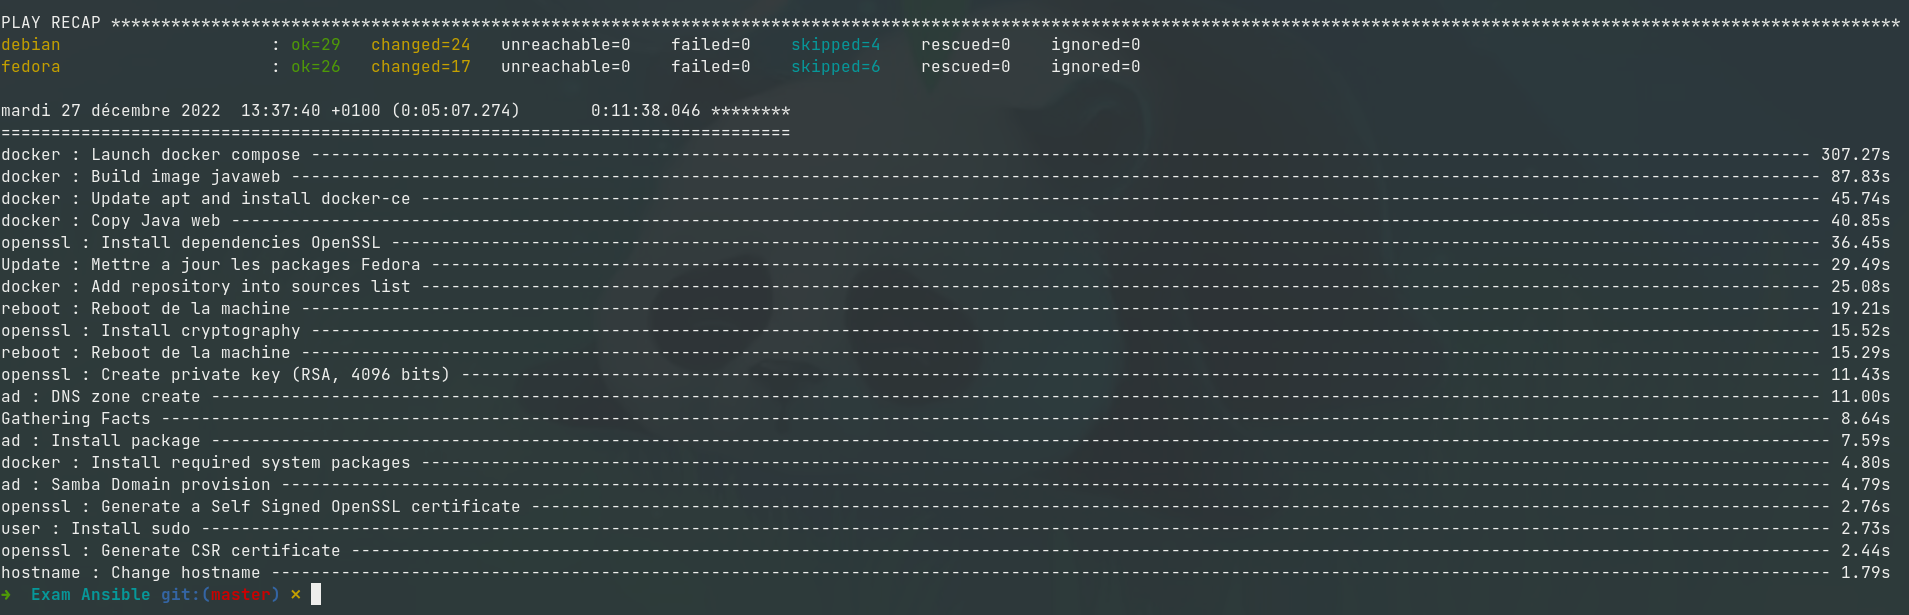 PLAY RECAP ***********************************************************************************************************************************************************************************
debian                     : ok=29   changed=24   unreachable=0    failed=0    skipped=4    rescued=0    ignored=0
fedora                     : ok=26   changed=17   unreachable=0    failed=0    skipped=6    rescued=0    ignored=0
mardi 27 décembre 2022  13:37:40 +0100 (0:05:07.274)       0:11:38.046 ********
===============================================================================
docker : Launch docker compose ------------------------------------------------------------------------------------------------------------------------------------------------------ 307.27s
docker : Build image javaweb --------------------------------------------------------------------------------------------------------------------------------------------------------- 87.83s
docker : Update apt and install docker-ce -------------------------------------------------------------------------------------------------------------------------------------------- 45.74s
docker : Copy Java web --------------------------------------------------------------------------------------------------------------------------------------------------------------- 40.85s
openssl : Install dependencies OpenSSL ----------------------------------------------------------------------------------------------------------------------------------------------- 36.45s
Update : Mettre a jour les packages Fedora ------------------------------------------------------------------------------------------------------------------------------------------- 29.49s
docker : Add repository into sources list -------------------------------------------------------------------------------------------------------------------------------------------- 25.08s
reboot : Reboot de la machine -------------------------------------------------------------------------------------------------------------------------------------------------------- 19.21s
openssl : Install cryptography ------------------------------------------------------------------------------------------------------------------------------------------------------- 15.52s
reboot : Reboot de la machine -------------------------------------------------------------------------------------------------------------------------------------------------------- 15.29s
openssl : Create private key (RSA, 4096 bits) ---------------------------------------------------------------------------------------------------------------------------------------- 11.43s
ad : DNS zone create ----------------------------------------------------------------------------------------------------------------------------------------------------------------- 11.00s
Gathering Facts ----------------------------------------------------------------------------------------------------------------------------------------------------------------------- 8.64s
ad : Install package ------------------------------------------------------------------------------------------------------------------------------------------------------------------ 7.59s
docker : Install required system packages --------------------------------------------------------------------------------------------------------------------------------------------- 4.80s
ad : Samba Domain provision ----------------------------------------------------------------------------------------------------------------------------------------------------------- 4.79s
openssl : Generate a Self Signed OpenSSL certificate ---------------------------------------------------------------------------------------------------------------------------------- 2.76s
user : Install sudo ------------------------------------------------------------------------------------------------------------------------------------------------------------------- 2.73s
openssl : Generate CSR certificate ---------------------------------------------------------------------------------------------------------------------------------------------------- 2.44s
hostname : Change hostname ------------------------------------------------------------------------------------------------------------------------------------------------------------ 1.79s
→  Exam Ansible git:(master) ×